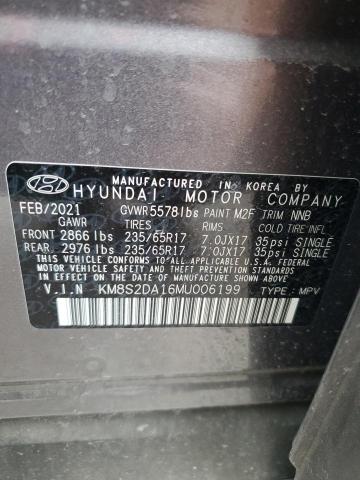 MANUFACTURED IN KOREA BY
HYUNDAI MOTOR COMPANY
FEB/2021 GVWR 5578 lbs PAINT M2F TRIM NNB
GAWR TIRES RIMS COLD TIRE INFL
FRONT 2866 lbs 235/65R17 7.0JX17 35psi SINGLE
REAR. 2976 lbs 235/65R17 7.0JX17 35psi SINGLE
THIS VEHICLE CONFORMS TO ALL APPLICABLE U.S.A. FEDERAL
MOTOR VEHICLE SAFETY STANDARDS IN EFFECT ON THE DATE OF
MANUFACTURE SHOWN ABOVE
V.I.N KM8S2DA16MU006199 TYPE: MPV